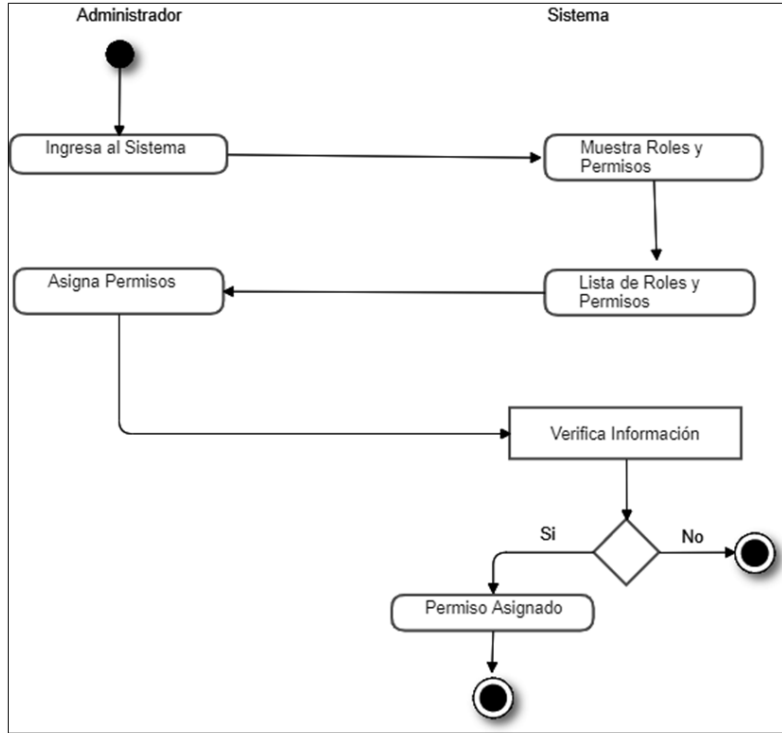 Administrador
Sistema
Ingresa al Sistema
Muestra Roles y
Permisos
Asigna Permisos
Lista de Roles y
Permisos
Verifica Información
Si
No
Permiso Asignado